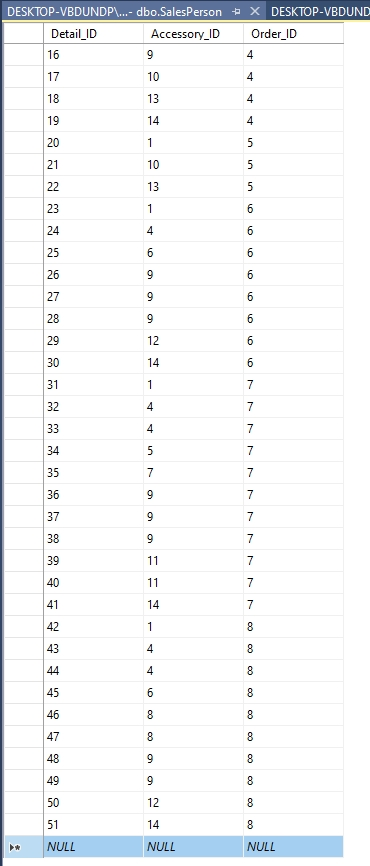 DESKTOP-VBDUNDP\...- dbo.SalesPerson DESKTOP-VBDUND
Detail_ID Accessory_ID Order_ID
16 9 4
17 10 4
18 13 4
19 14 4
20 1 5
21 10 5
22 13 5
23 1 6
24 4 6
25 6 6
26 9 6
27 9 6
28 9 6
29 12 6
30 14 6
31 1 7
32 4 7
33 4 7
34 5 7
35 7 7
36 9 7
37 9 7
38 9 7
39 11 7
40 11 7
41 14 7
42 1 8
43 4 8
44 4 8
45 6 8
46 8 8
47 8 8
48 9 8
49 9 8
50 12 8
51 14 8
NULL NULL NULL